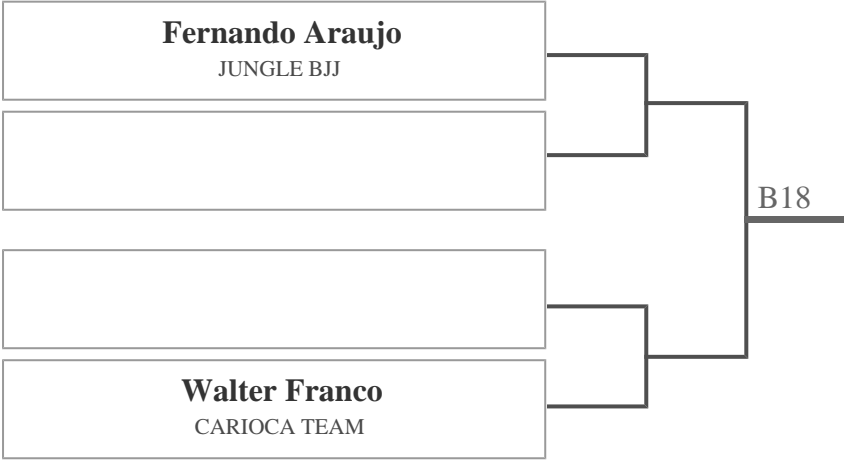 Fernando Araujo
JUNGLE BJJ
B18
Walter Franco
CARIOCA TEAM